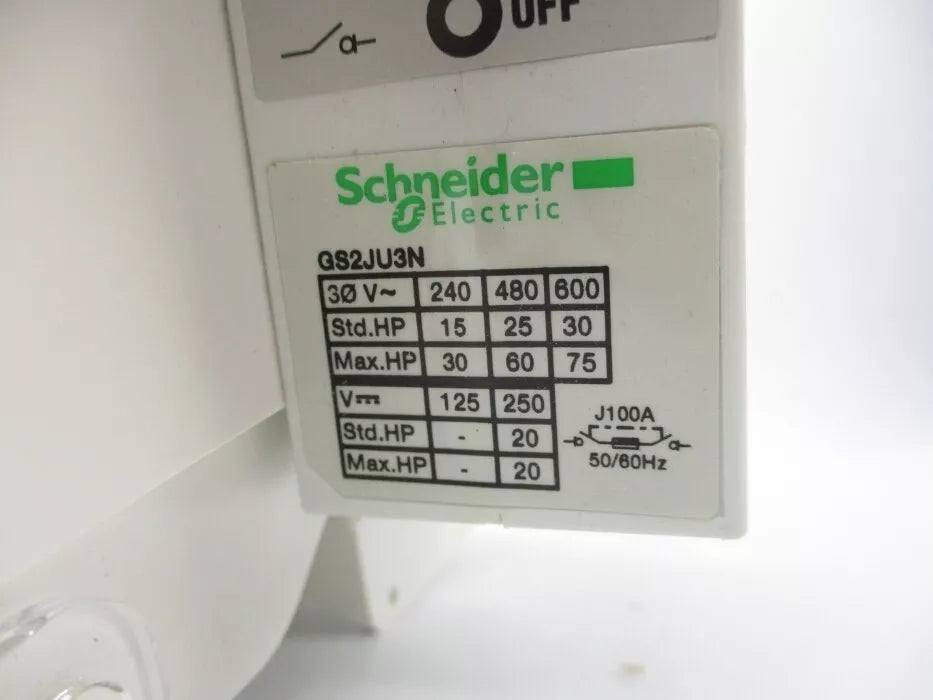 OFF
Schneider
Electric
GS2JU3N
3Ø V~ 240 480 600
Std.HP 15 25 30
Max.HP 30 60 75
V⎓ 125 250
Std.HP - 20
Max.HP - 20
J100A
50/60Hz